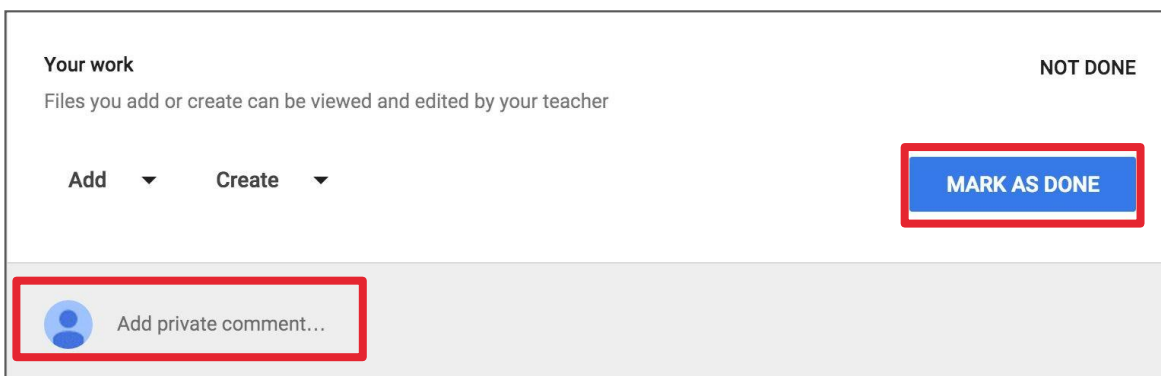 Your work
NOT DONE
Files you add or create can be viewed and edited by your teacher
Add Create
MARK AS DONE
Add private comment...